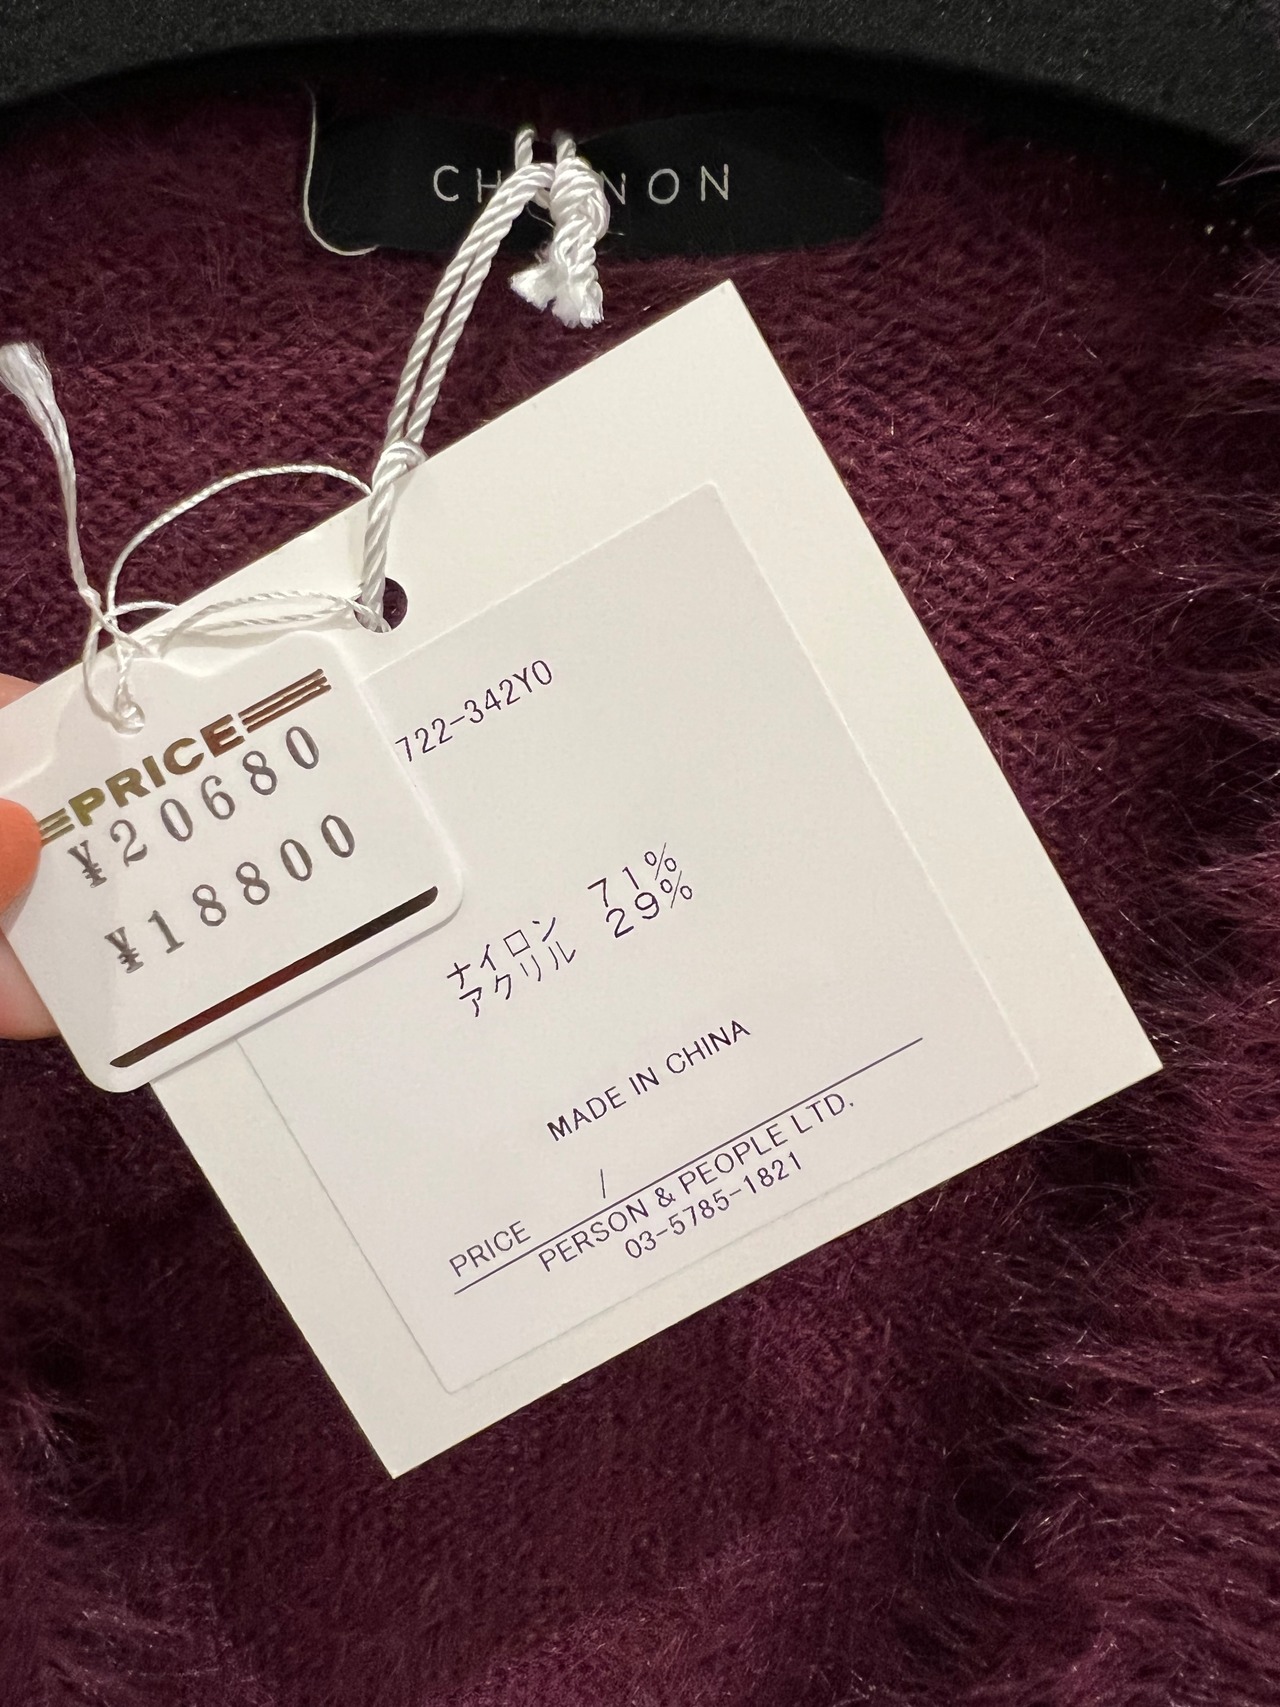 CH NON
PRICE
¥20680
¥18800
722-342Y0
ナイロン 71%
アクリル 29%
MADE IN CHINA
PRICE /
PERSON & PEOPLE LTD.
03-5785-1821